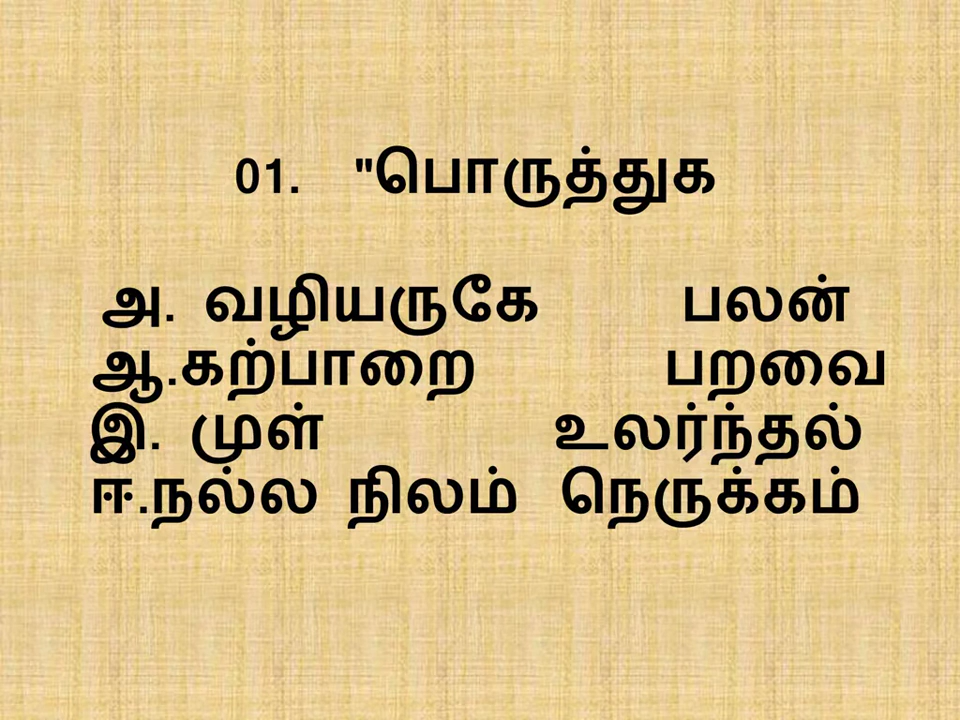 01. "பொருத்துக
அ. வழியருகே பலன்
ஆ.கற்பாறை பறவை
இ. முள் உலர்ந்தல்
ஈ.நல்ல நிலம் நெருக்கம்